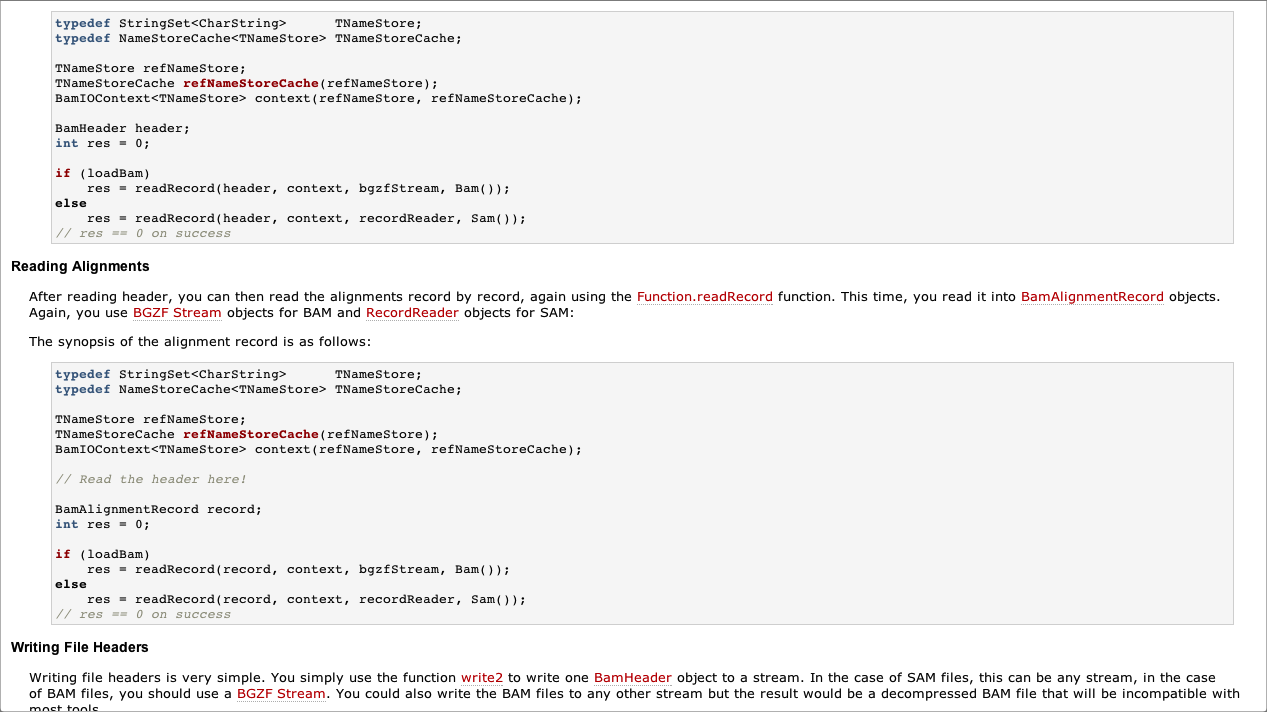 typedef StringSet<CharString>      TNameStore;
typedef NameStoreCache<TNameStore> TNameStoreCache;

TNameStore refNameStore;
TNameStoreCache refNameStoreCache(refNameStore);
BamIOContext<TNameStore> context(refNameStore, refNameStoreCache);

BamHeader header;
int res = 0;

if (loadBam)
    res = readRecord(header, context, bgzfStream, Bam());
else
    res = readRecord(header, context, recordReader, Sam());
// res == 0 on success
Reading Alignments
After reading header, you can then read the alignments record by record, again using the Function.readRecord function. This time, you read it into BamAlignmentRecord objects.
Again, you use BGZF Stream objects for BAM and RecordReader objects for SAM:
The synopsis of the alignment record is as follows:
typedef StringSet<CharString>      TNameStore;
typedef NameStoreCache<TNameStore> TNameStoreCache;

TNameStore refNameStore;
TNameStoreCache refNameStoreCache(refNameStore);
BamIOContext<TNameStore> context(refNameStore, refNameStoreCache);

// Read the header here!

BamAlignmentRecord record;
int res = 0;

if (loadBam)
    res = readRecord(record, context, bgzfStream, Bam());
else
    res = readRecord(record, context, recordReader, Sam());
// res == 0 on success
Writing File Headers
Writing file headers is very simple. You simply use the function write2 to write one BamHeader object to a stream. In the case of SAM files, this can be any stream, in the case
of BAM files, you should use a BGZF Stream. You could also write the BAM files to any other stream but the result would be a decompressed BAM file that will be incompatible with
most tools.